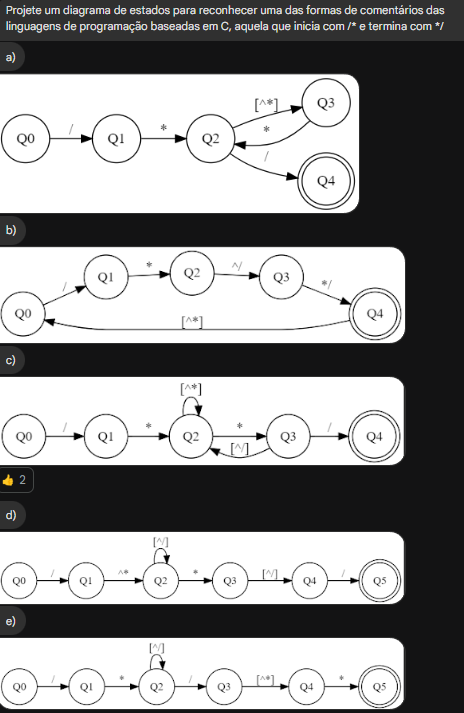 Projete um diagrama de estados para reconhecer uma das formas de comentários das
linguagens de programação baseadas em C, aquela que inicia com /* e termina com */
a)
[^*] Q3
/ * *
Q0 Q1 Q2
/
Q4
b)
* ^/
Q1 Q2 Q3
/ */
Q0 Q4
[^*]
c)
[^*]
/ * * /
Q0 Q1 Q2 Q3 Q4
[^/]
👍 2
d)
[^/]
/ ^* * [^/] /
Q0 Q1 Q2 Q3 Q4 Q5
e)
[^/]
/ * / [^*] *
Q0 Q1 Q2 Q3 Q4 Q5